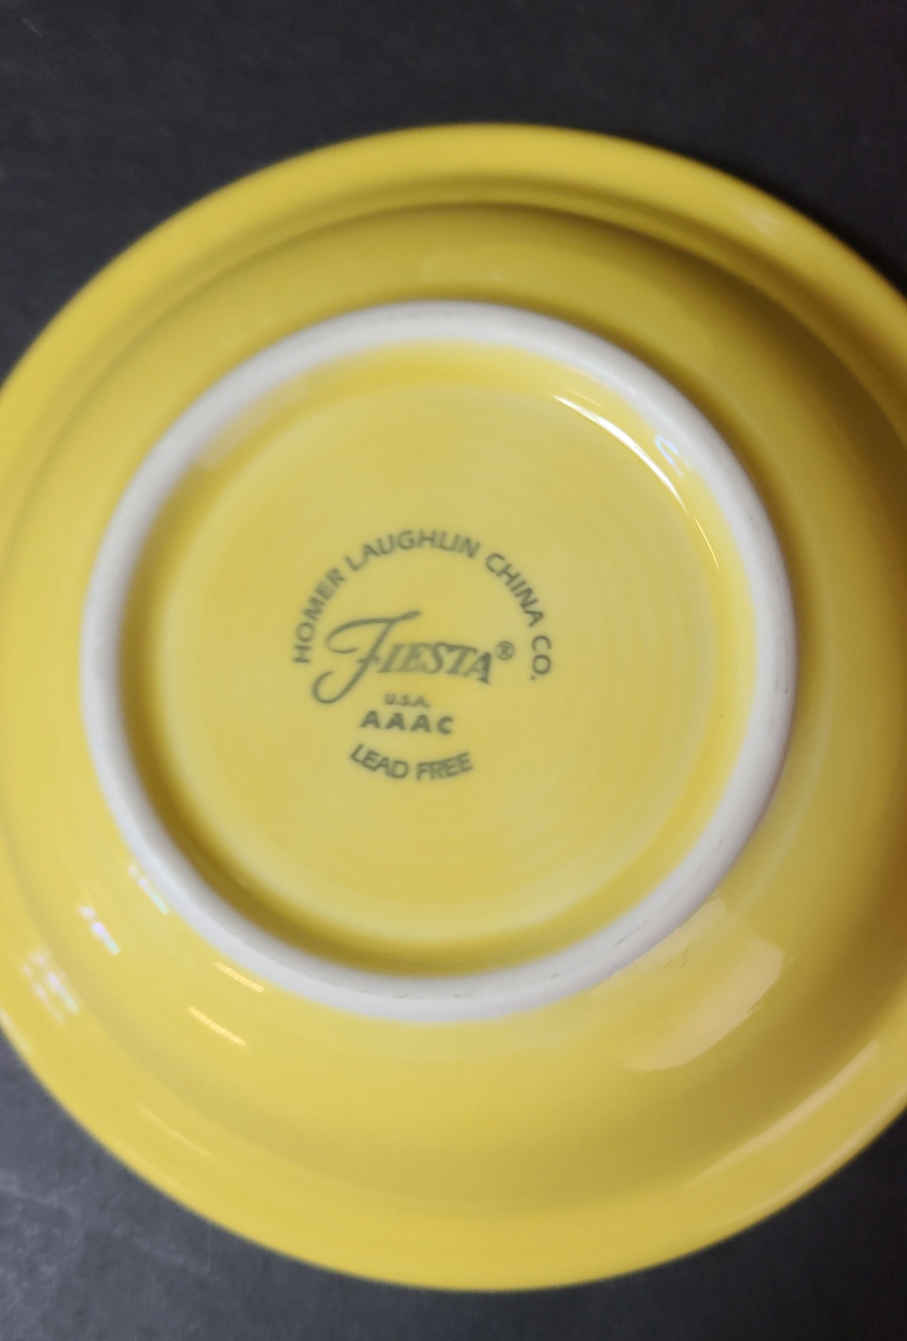 HOMER LAUGHLIN CHINA CO.
FIESTA®
U.S.A.
AAAC
LEAD FREE